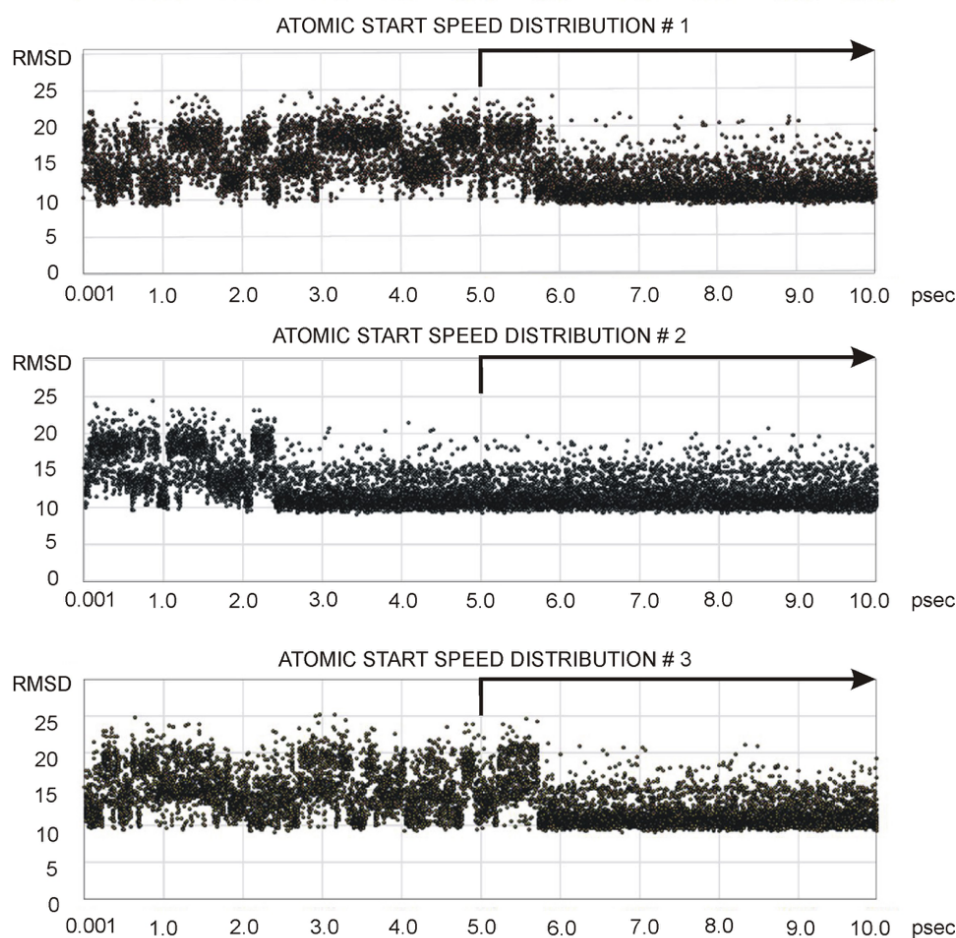 ATOMIC START SPEED DISTRIBUTION # 1
RMSD
25
20
15
10
5
0
0.001 1.0 2.0 3.0 4.0 5.0 6.0 7.0 8.0 9.0 10.0 psec
ATOMIC START SPEED DISTRIBUTION # 2
RMSD
25
20
15
10
5
0
0.001 1.0 2.0 3.0 4.0 5.0 6.0 7.0 8.0 9.0 10.0 psec
ATOMIC START SPEED DISTRIBUTION # 3
RMSD
25
20
15
10
5
0
0.001 1.0 2.0 3.0 4.0 5.0 6.0 7.0 8.0 9.0 10.0 psec